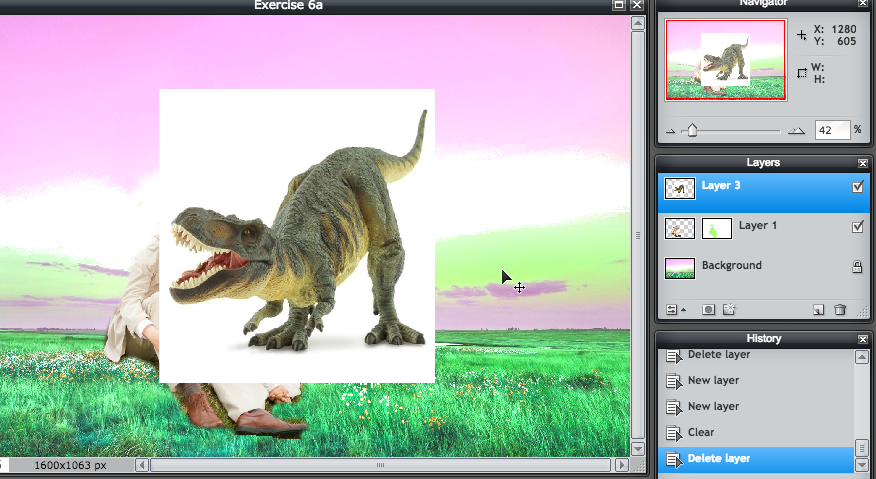 Exercise 6a
Navigator
X: 1280
Y: 605
W:
H:
42 %
Layers
Layer 3
Layer 1
Background
History
Delete layer
New layer
New layer
Clear
Delete layer
1600x1063 px